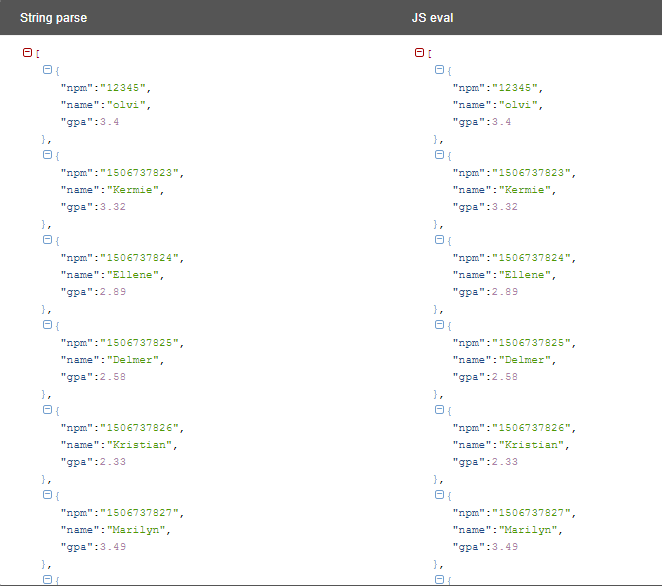 String parse
[
{
"npm":"12345",
"name":"olvi",
"gpa":3.4
},
{
"npm":"1506737823",
"name":"Kermie",
"gpa":3.32
},
{
"npm":"1506737824",
"name":"Ellene",
"gpa":2.89
},
{
"npm":"1506737825",
"name":"Delmer",
"gpa":2.58
},
{
"npm":"1506737826",
"name":"Kristian",
"gpa":2.33
},
{
"npm":"1506737827",
"name":"Marilyn",
"gpa":3.49
},
{
JS eval
[
{
"npm":"12345",
"name":"olvi",
"gpa":3.4
},
{
"npm":"1506737823",
"name":"Kermie",
"gpa":3.32
},
{
"npm":"1506737824",
"name":"Ellene",
"gpa":2.89
},
{
"npm":"1506737825",
"name":"Delmer",
"gpa":2.58
},
{
"npm":"1506737826",
"name":"Kristian",
"gpa":2.33
},
{
"npm":"1506737827",
"name":"Marilyn",
"gpa":3.49
},
{